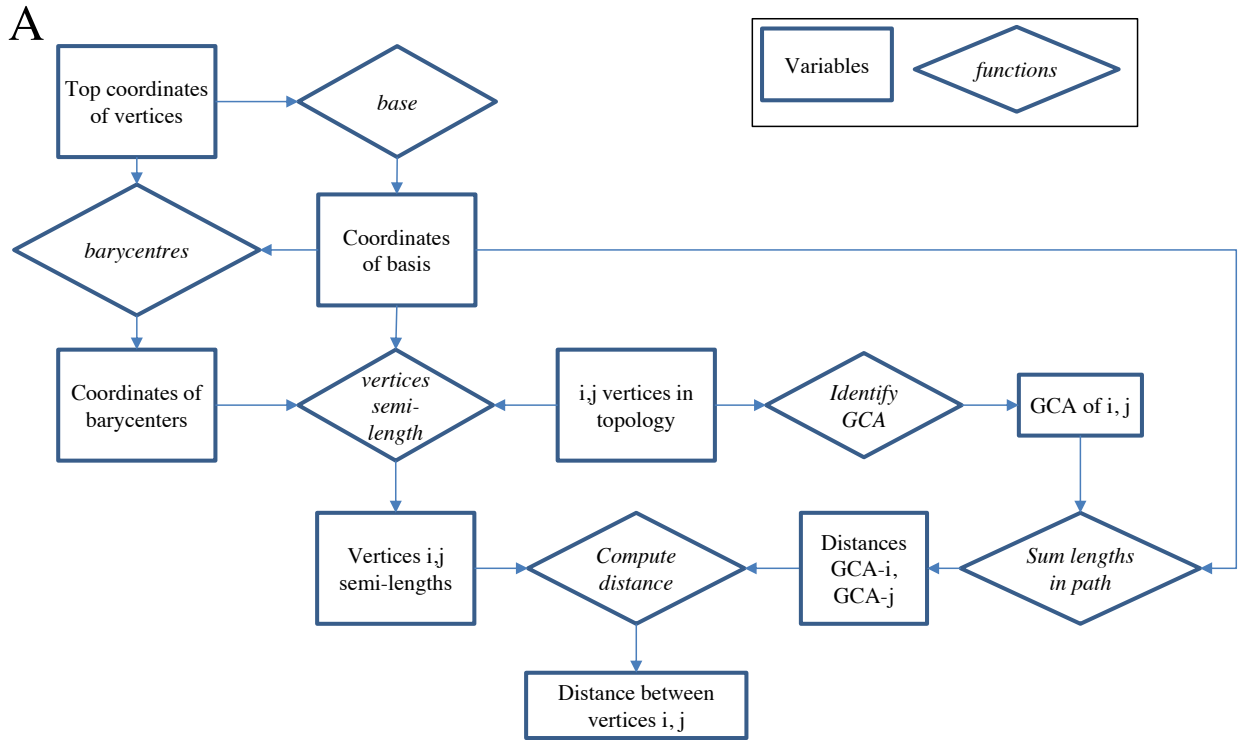 A
Variables
functions
Top coordinates
of vertices
base
barycentres
Coordinates
of basis
Coordinates of
barycenters
vertices
semi-
length
i,j vertices in
topology
Identify
GCA
GCA of i, j
Vertices i,j
semi-lengths
Compute
distance
Distances
GCA-i,
GCA-j
Sum lengths
in path
Distance between
vertices i, j